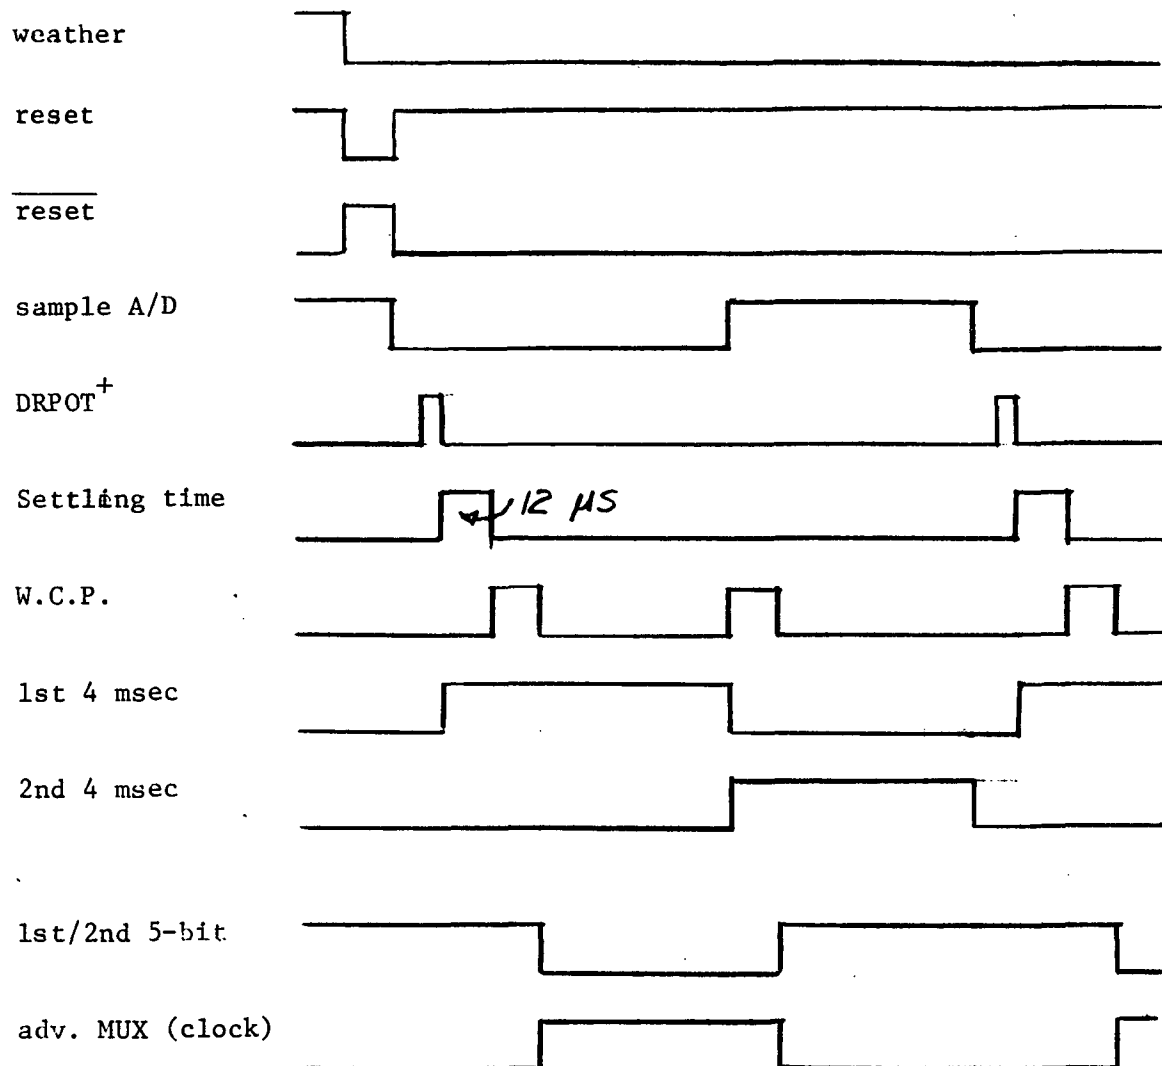 weather
reset
reset
sample A/D
DRPOT+
Settling time
12 μS
W.C.P.
1st 4 msec
2nd 4 msec
1st/2nd 5-bit
adv. MUX (clock)